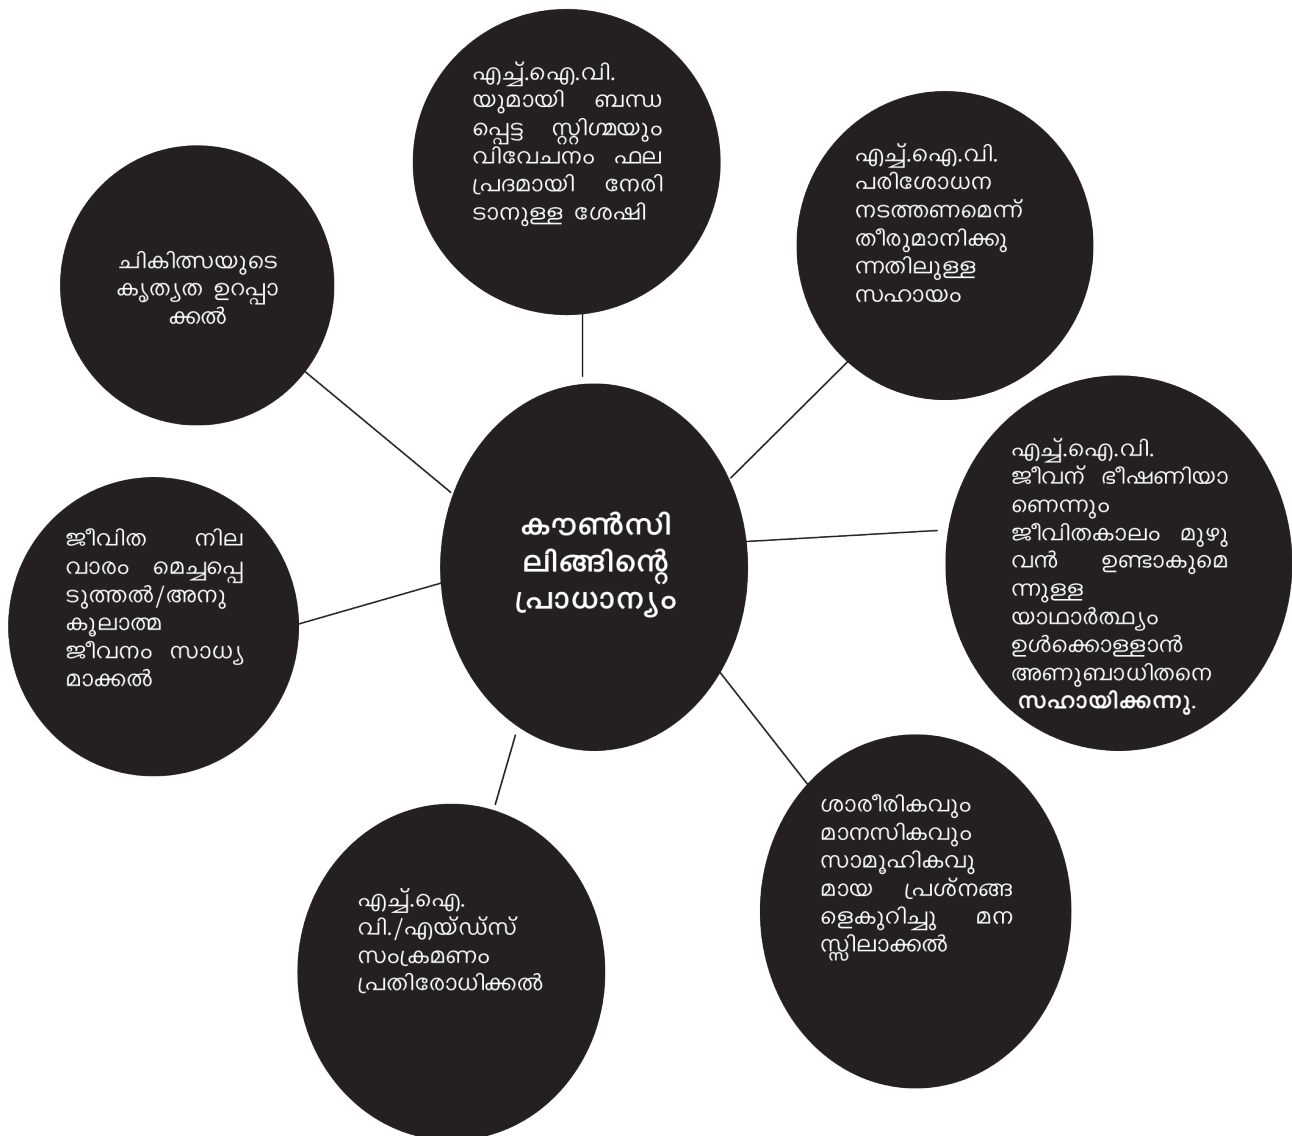 എച്ച്.ഐ.വി.
യുമായി ബന്ധ
പ്പെട്ട സ്റ്റിഗ്മയും
വിവേചനം ഫല
പ്രദമായി നേരി
ടാനുള്ള ശേഷി
എച്ച്.ഐ.വി.
പരിശോധന
നടത്തണമെന്ന്
തീരുമാനിക്കു
ന്നതിലുള്ള
സഹായം
ചികിത്സയുടെ
കൃത്യത ഉറപ്പാ
ക്കൽ
കൗൺസി
ലിങ്ങിന്റെ
പ്രാധാന്യം
എച്ച്.ഐ.വി.
ജീവന് ഭീഷണിയാ
ണെന്നും
ജീവിതകാലം മുഴു
വൻ ഉണ്ടാകുമെ
ന്നുള്ള
യാഥാർത്ഥ്യം
ഉൾക്കൊള്ളാൻ
അണുബാധിതനെ
സഹായിക്കന്നു.
ജീവിത നില
വാരം മെച്ചപ്പെ
ടുത്തൽ/അനു
കൂലാത്മ
ജീവനം സാധ്യ
മാക്കൽ
ശാരീരികവും
മാനസികവും
സാമൂഹികവു
മായ പ്രശ്നങ്ങ
ളെകുറിച്ചു മന
സ്സിലാക്കൽ
എച്ച്.ഐ.
വി./എയ്ഡ്സ്
സംക്രമണം
പ്രതിരോധിക്കൽ